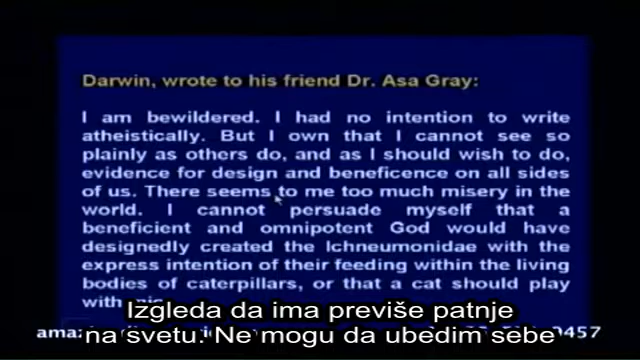 Darwin, wrote to his friend Dr. Asa Gray:
I am bewildered. I had no intention to write
atheistically. But I own that I cannot see so
plainly as others do, and as I should wish to do,
evidence for design and beneficence on all sides
of us. There seems to me too much misery in the
world. I cannot persuade myself that a
beneficient and omnipotent God would have
designedly created the Ichneumonidae with the
express intention of their feeding within the living
bodies of caterpillars, or that a cat should play
with
Izgleda da ima previše patnje
na svetu. Ne mogu da ubedim sebe
0457